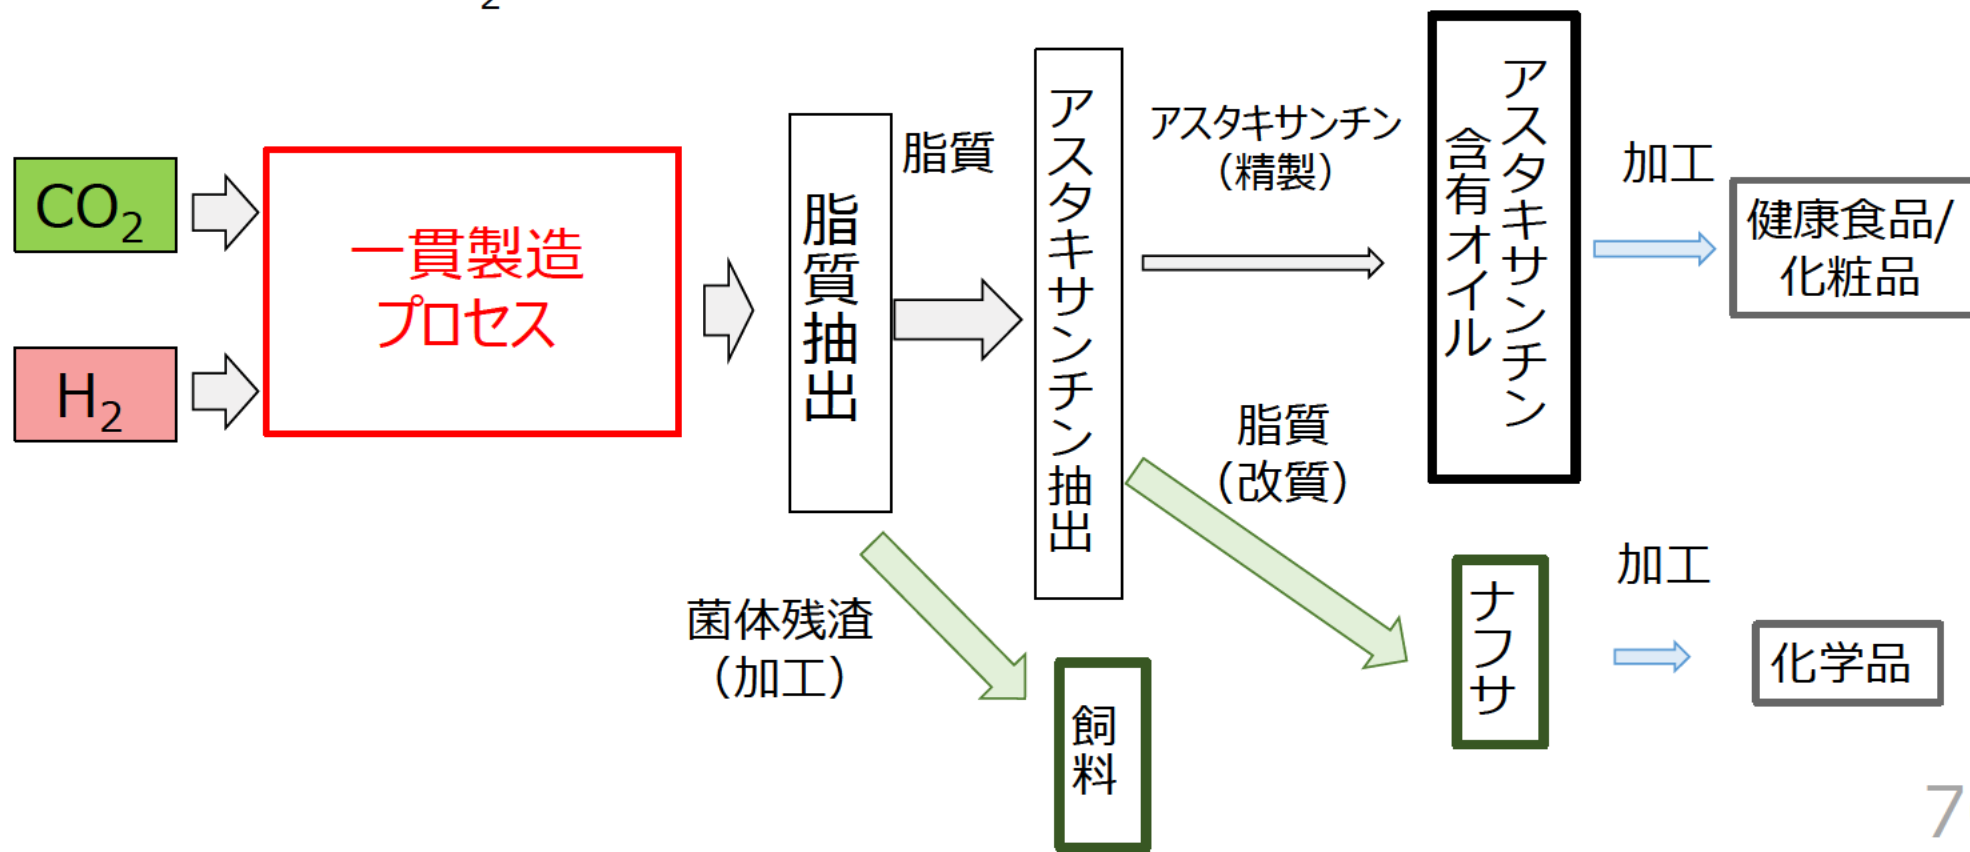 2
CO2
H2
一貫製造
プロセス
脂質抽出
脂質
アスタキサンチン抽出
アスタキサンチン
（精製）
アスタキサンチン
含有オイル
加工
健康食品/
化粧品
脂質
（改質）
ナフサ
加工
化学品
菌体残渣
（加工）
飼料
7